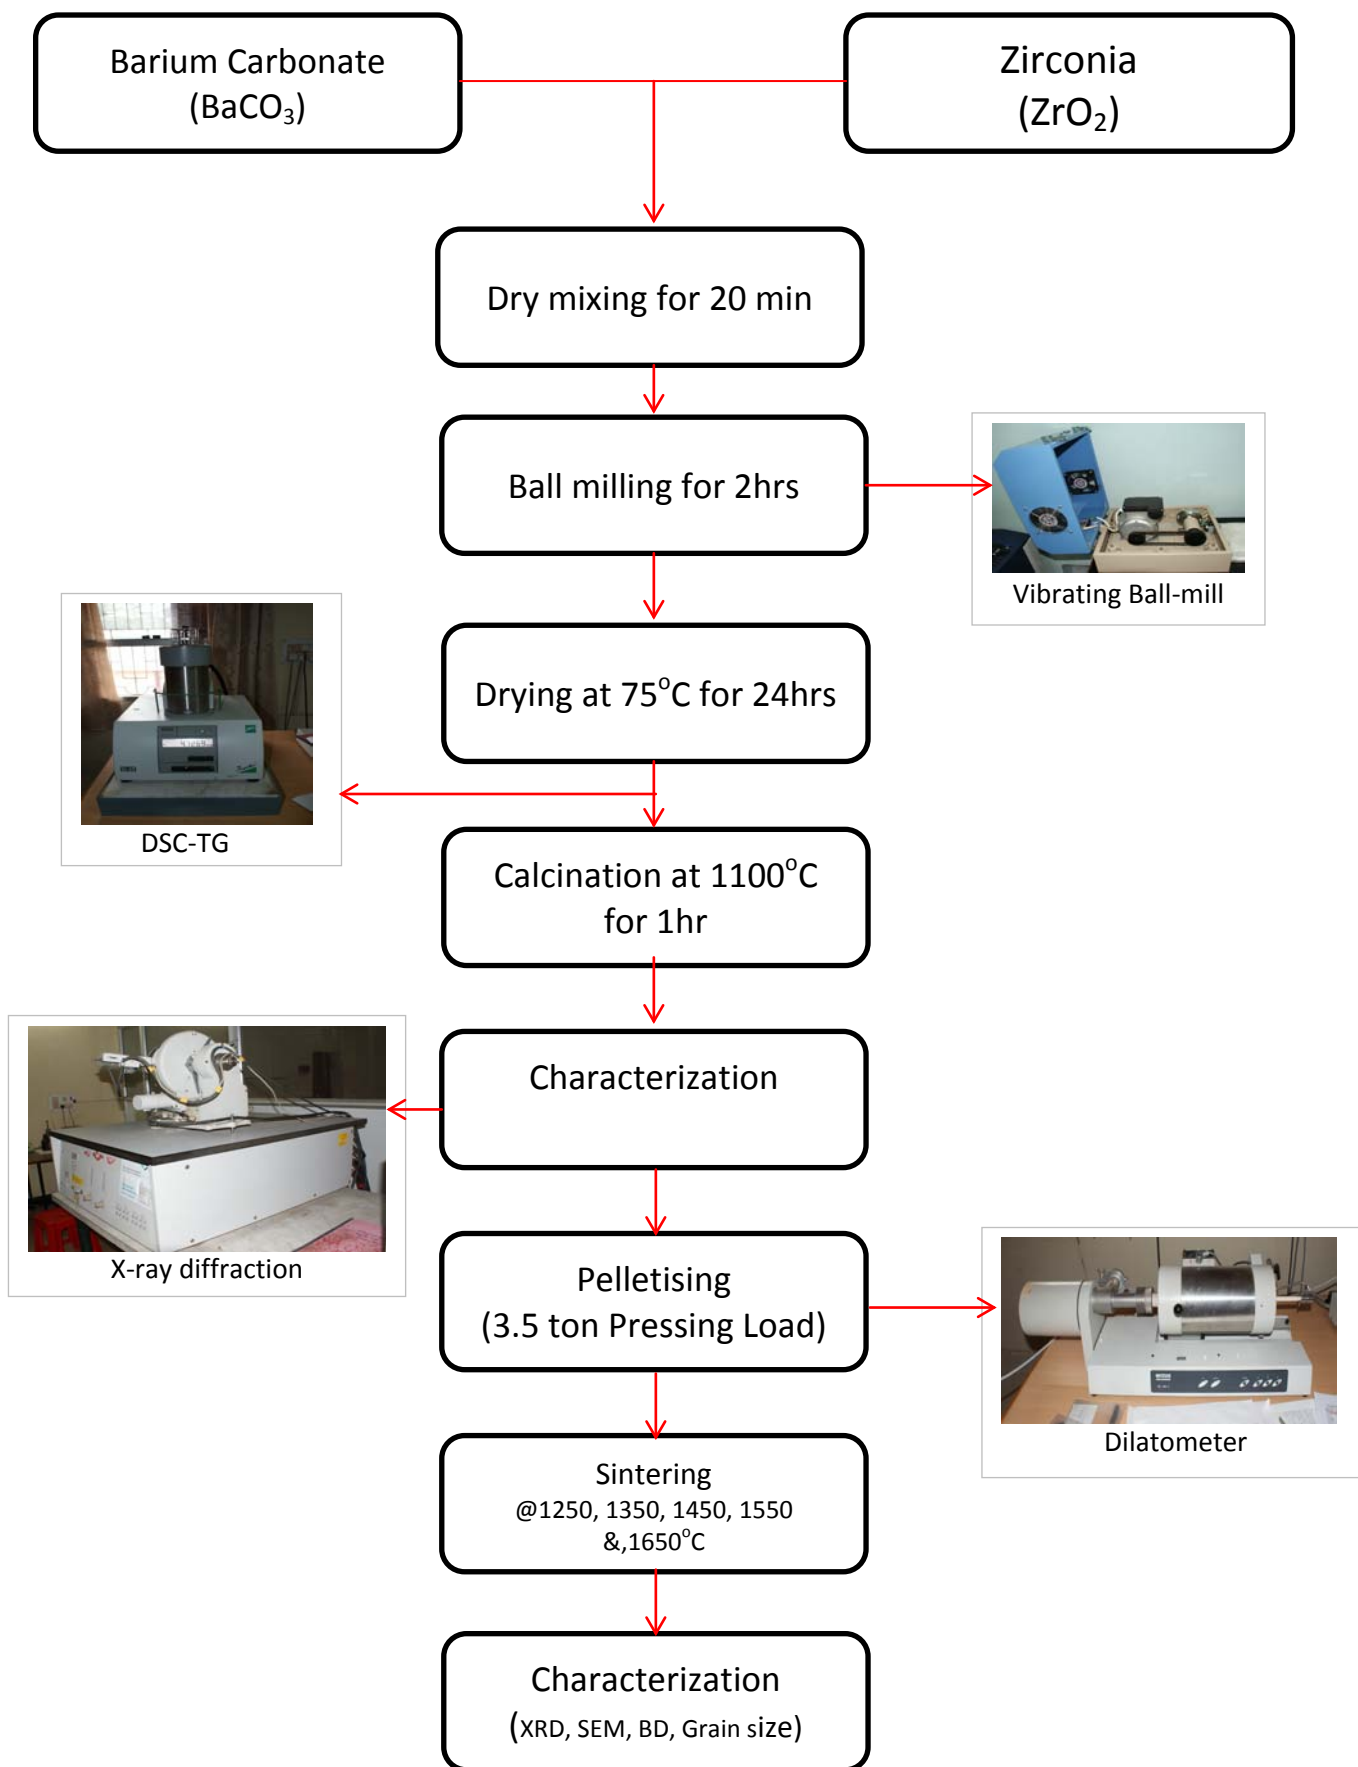 Barium Carbonate
(BaCO₃)
Zirconia
(ZrO₂)
Dry mixing for 20 min
Ball milling for 2hrs
Vibrating Ball-mill
Drying at 75°C for 24hrs
DSC-TG
Calcination at 1100°C
for 1hr
Characterization
X-ray diffraction
Pelletising
(3.5 ton Pressing Load)
Dilatometer
Sintering
@1250, 1350, 1450, 1550
&,1650°C
Characterization
(XRD, SEM, BD, Grain size)